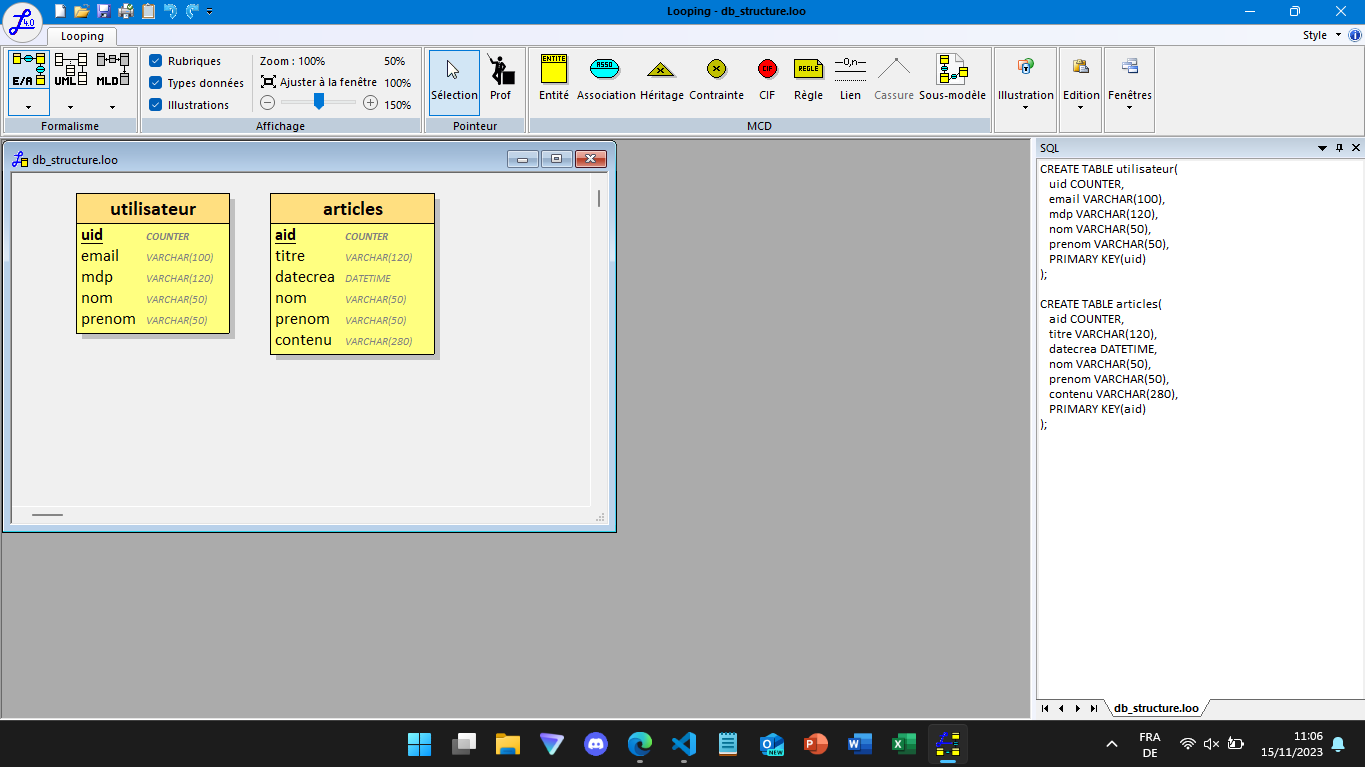 4.0
Looping - db_structure.loo
Looping
Style
E/A
UML
MLD
Formalisme
Rubriques
Types données
Illustrations
Zoom : 100%
50%
Ajuster à la fenêtre
100%
150%
Affichage
Sélection
Prof
Pointeur
ENTITÉ
Entité
ASSO
Association
Héritage
Contrainte
CIF
CIF
RÈGLE
Règle
—0,n—
Lien
Cassure
Sous-modèle
MCD
Illustration
Edition
Fenêtres
db_structure.loo
utilisateur
uid COUNTER
email VARCHAR(100)
mdp VARCHAR(120)
nom VARCHAR(50)
prenom VARCHAR(50)
articles
aid COUNTER
titre VARCHAR(120)
datecrea DATETIME
nom VARCHAR(50)
prenom VARCHAR(50)
contenu VARCHAR(280)
SQL
CREATE TABLE utilisateur(
uid COUNTER,
email VARCHAR(100),
mdp VARCHAR(120),
nom VARCHAR(50),
prenom VARCHAR(50),
PRIMARY KEY(uid)
);
CREATE TABLE articles(
aid COUNTER,
titre VARCHAR(120),
datecrea DATETIME,
nom VARCHAR(50),
prenom VARCHAR(50),
contenu VARCHAR(280),
PRIMARY KEY(aid)
);
db_structure.loo
NEW
FRA
DE
11:06
15/11/2023